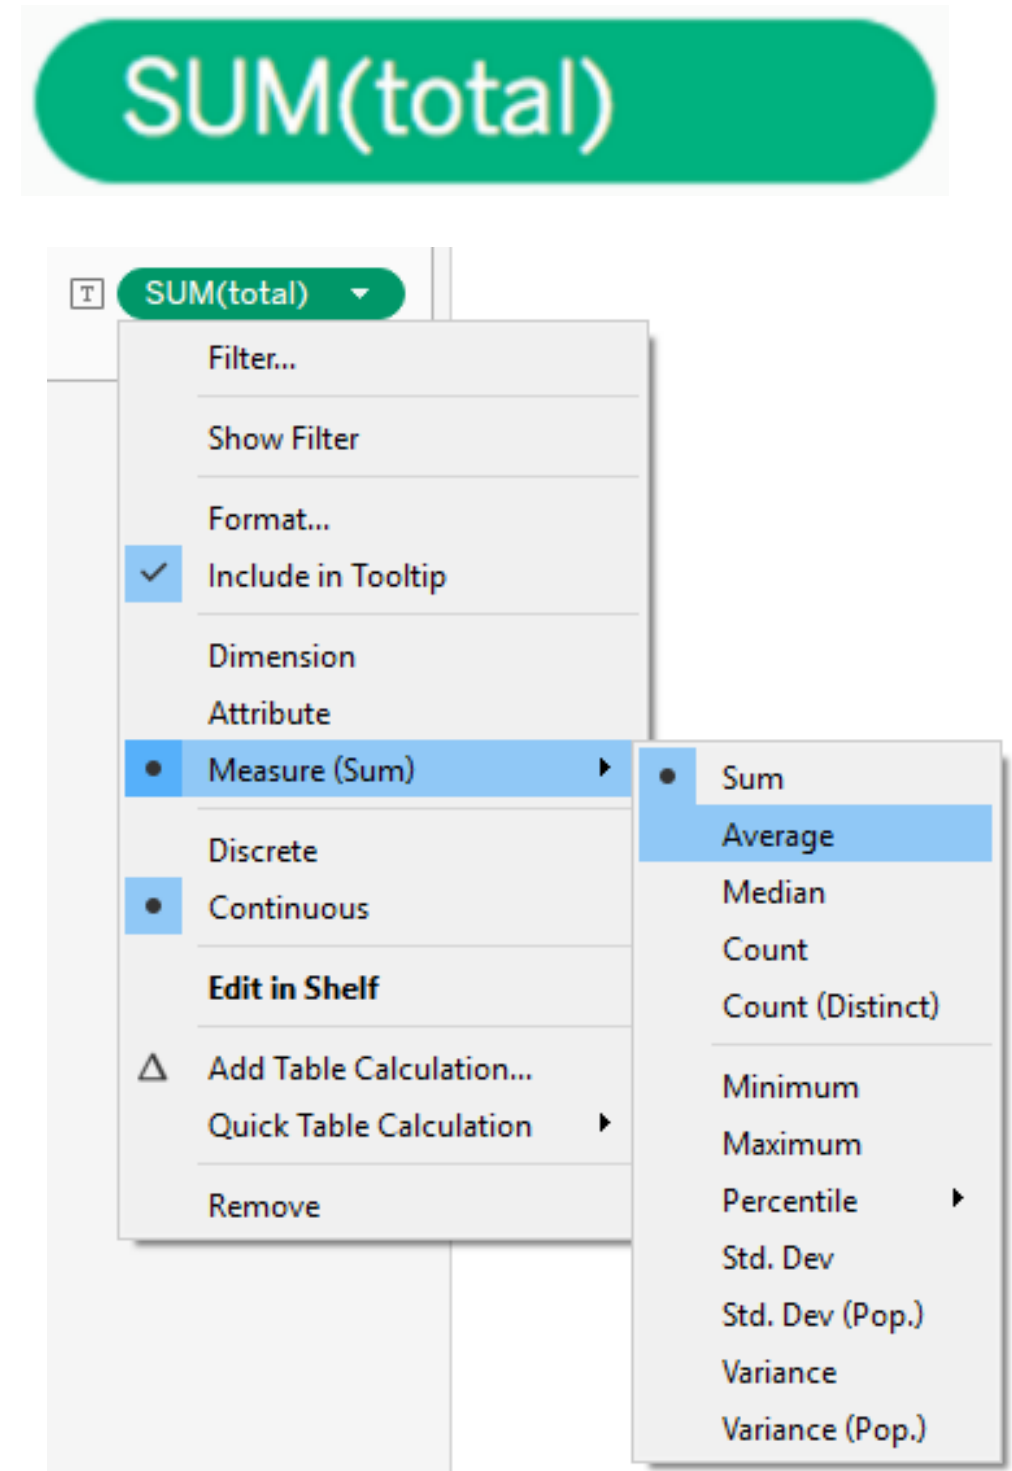 SUM(total)
T SUM(total)
Filter...
Show Filter
Format...
Include in Tooltip
Dimension
Attribute
Measure (Sum)
Discrete
Continuous
Edit in Shelf
Add Table Calculation...
Quick Table Calculation
Remove
Sum
Average
Median
Count
Count (Distinct)
Minimum
Maximum
Percentile
Std. Dev
Std. Dev (Pop.)
Variance
Variance (Pop.)